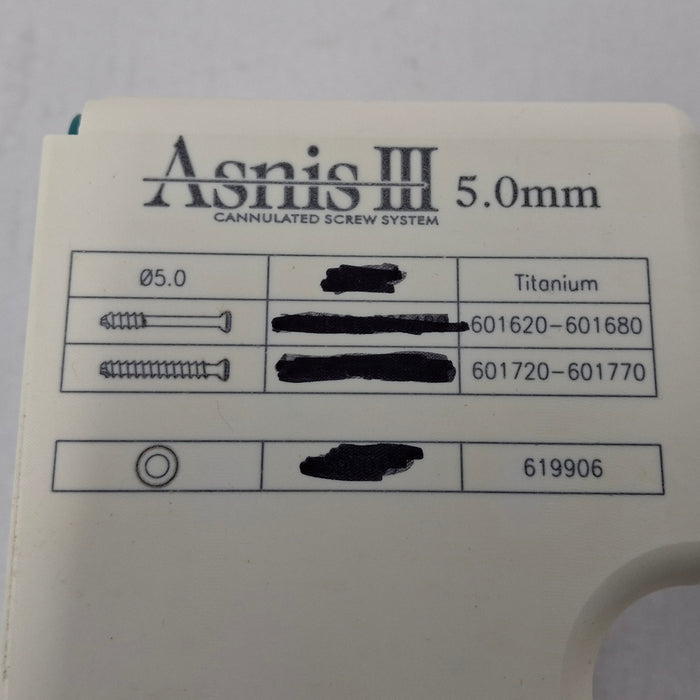 Asnis III 5.0mm
CANNULATED SCREW SYSTEM
Ø5.0 Titanium
601620-601680
601720-601770
619906